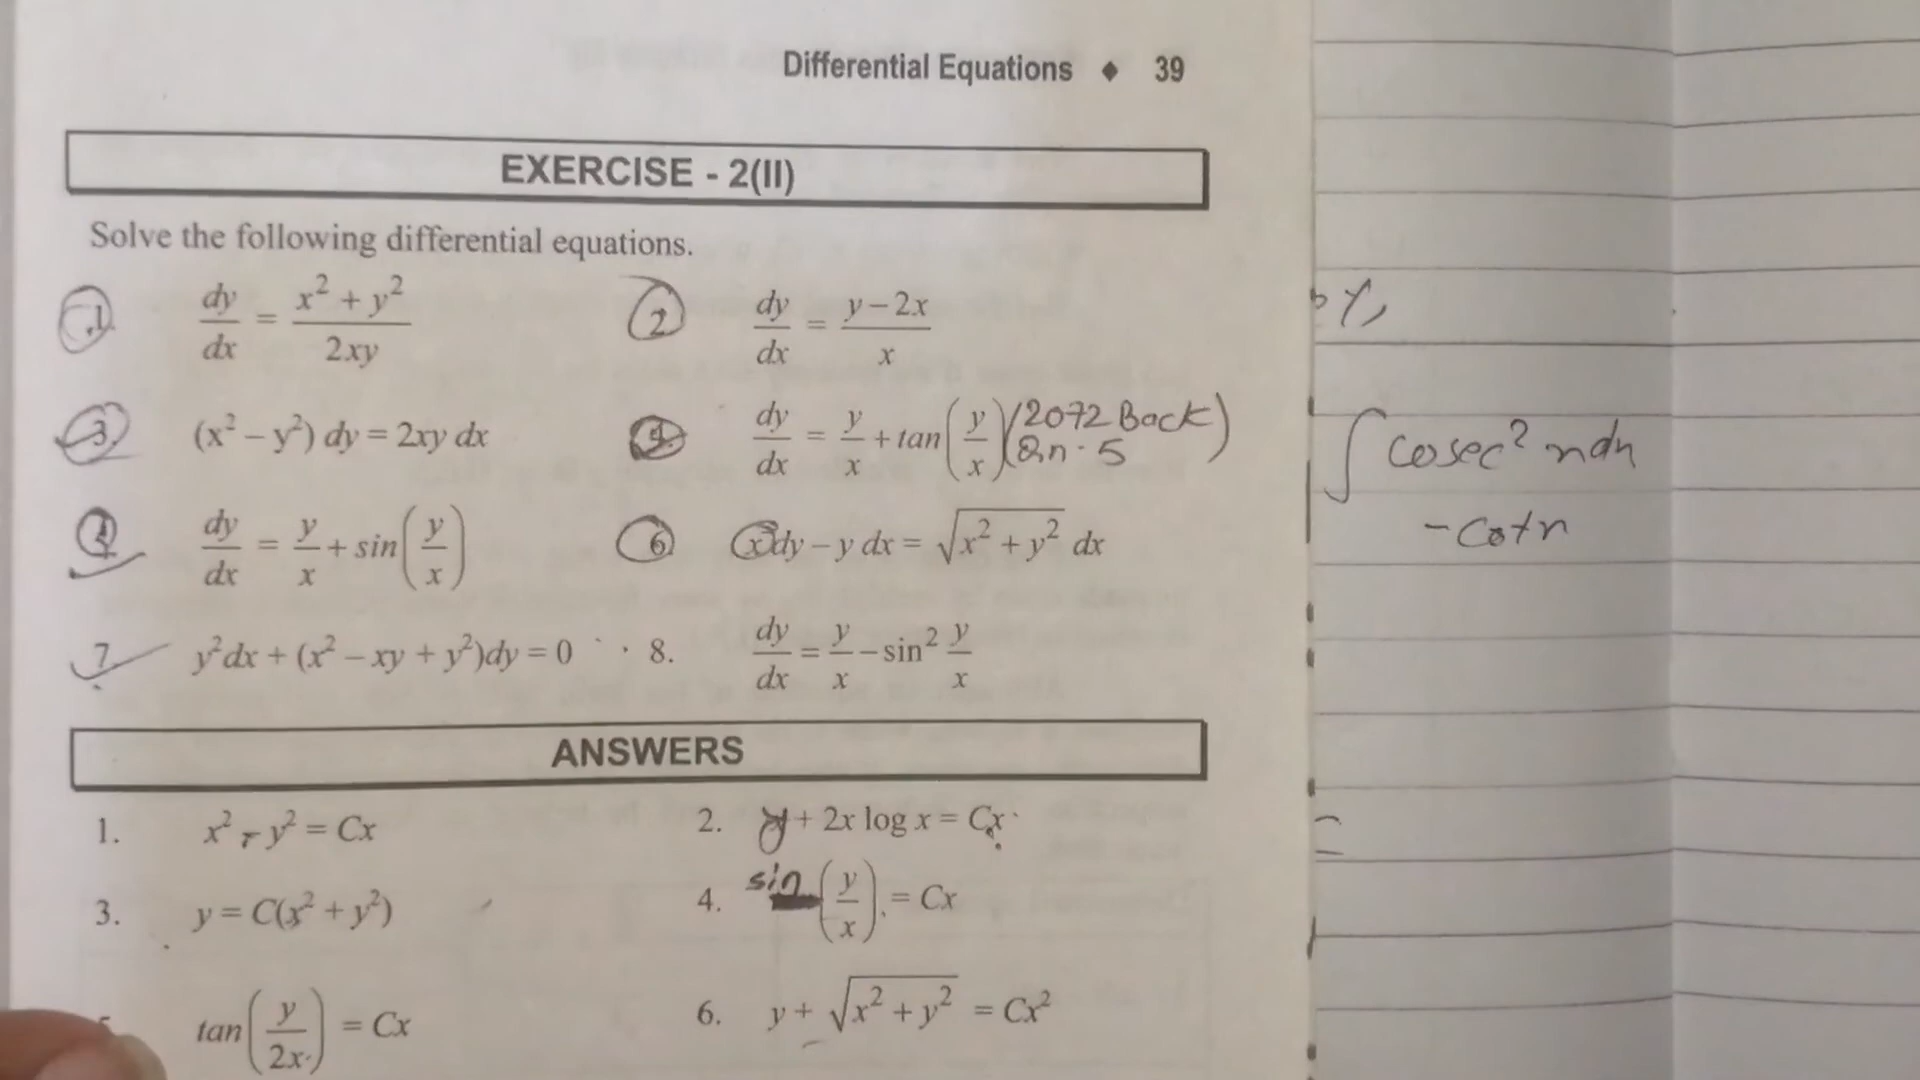 Differential Equations ♦ 39
EXERCISE - 2(II)
Solve the following differential equations.
1. dy/dx = (x² + y²)/(2xy)
2 dy/dx = (y – 2x)/x
3. (x² – y²) dy = 2xy dx
4. dy/dx = y/x + tan(y/x) (2072 Back Qn. 5)
dy/dx = y/x + sin(y/x)
6 x dy – y dx = √(x² + y²) dx
7. y²dx + (x² – xy + y²)dy = 0
8. dy/dx = y/x – sin² y/x
∫ cosec² x dx
– cot x
ANSWERS
1. x² – y² = Cx
2. y + 2x log x = Cx
3. y = C(x² + y²)
4. sin (y/x) = Cx
tan (y/2x) = Cx
6. y + √(x² + y²) = Cx²